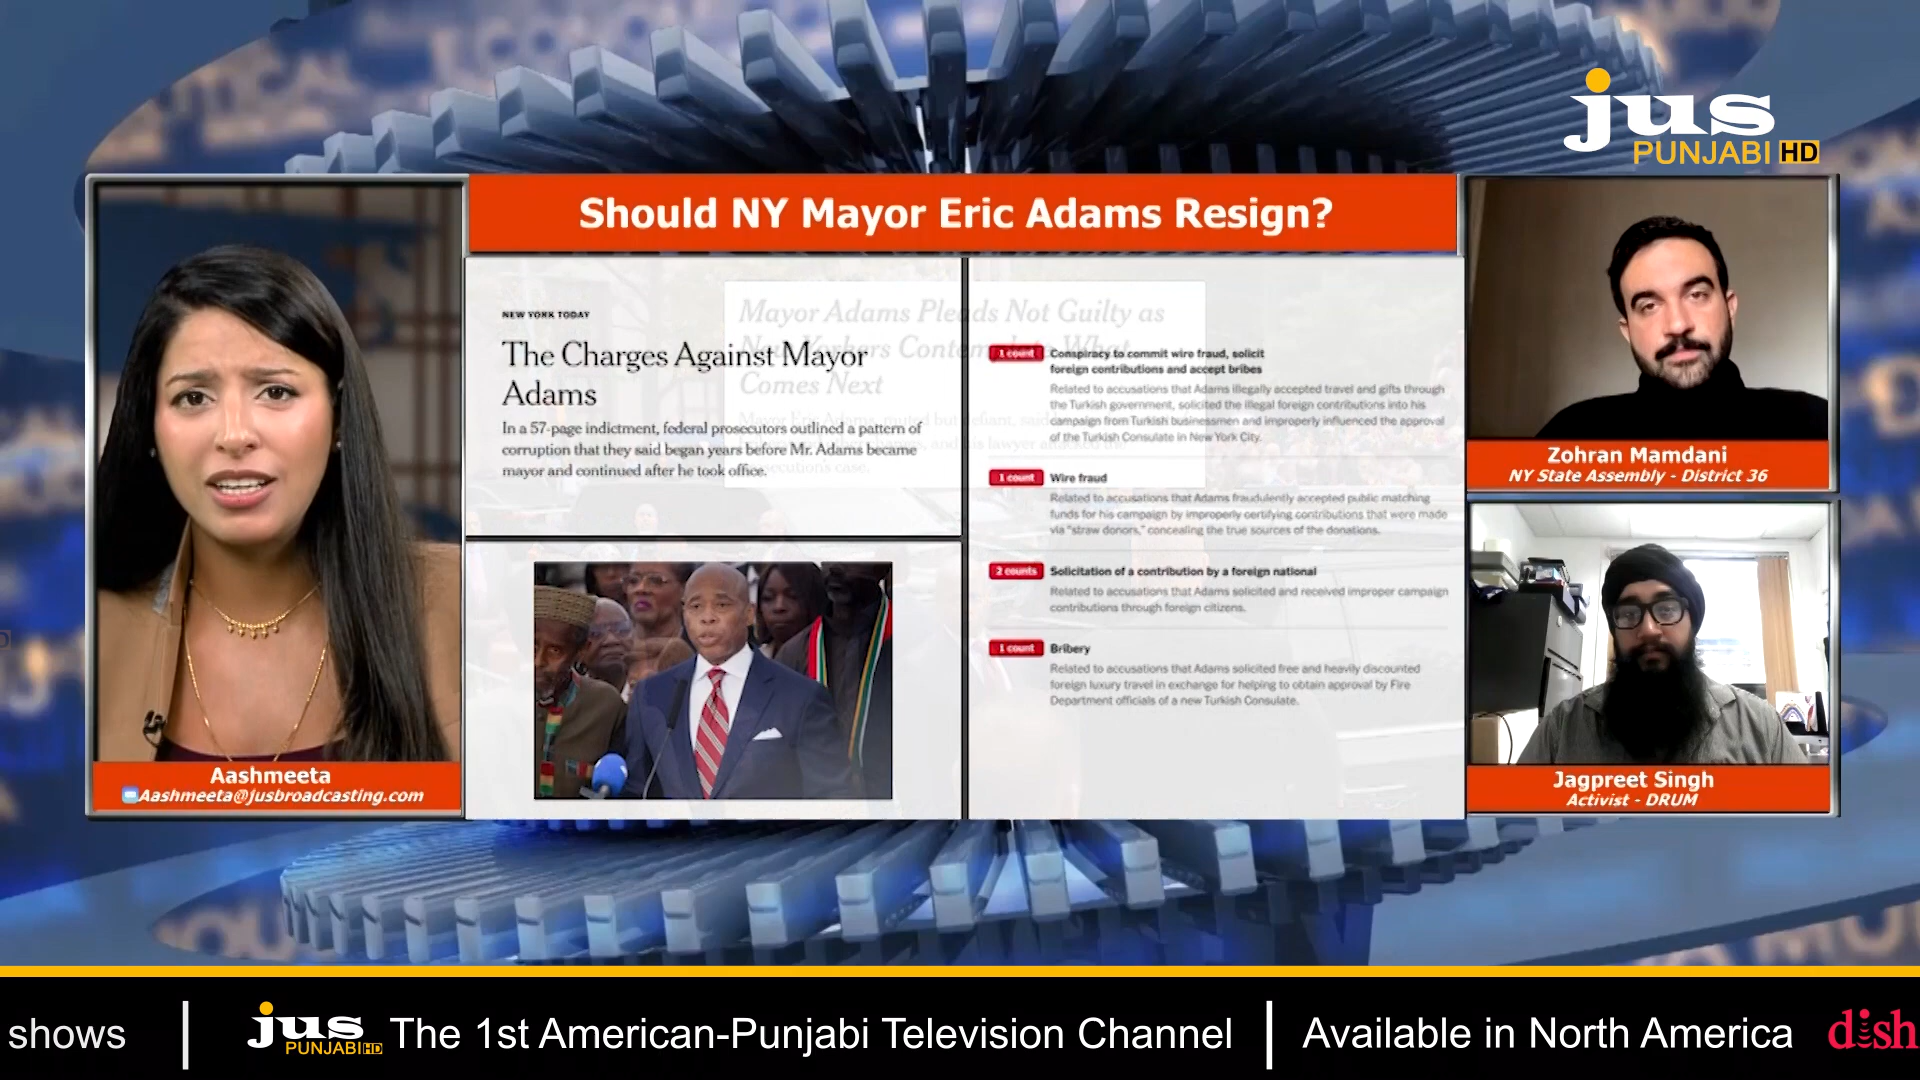 jus
PUNJABI HD
Should NY Mayor Eric Adams Resign?
NEW YORK TODAY
The Charges Against Mayor
Adams
In a 57-page indictment, federal prosecutors outlined a pattern of
corruption that they said began years before Mr. Adams became
mayor and continued after he took office.
Mayor Adams Pleads Not Guilty as
New Yorkers Contemplate What
Comes Next
Mayor Eric Adams, muted but defiant, said
1 count Conspiracy to commit wire fraud, solicit
foreign contributions and accept bribes
Related to accusations that Adams illegally accepted travel and gifts through
the Turkish government, solicited the illegal foreign contributions into his
campaign from Turkish businessmen and improperly influenced the approval
of the Turkish Consulate in New York City.
1 count Wire fraud
Related to accusations that Adams fraudulently accepted public matching
funds for his campaign by improperly certifying contributions that were made
via "straw donors," concealing the true sources of the donations.
2 counts Solicitation of a contribution by a foreign national
Related to accusations that Adams solicited and received improper campaign
contributions through foreign citizens.
1 count Bribery
Related to accusations that Adams solicited free and heavily discounted
foreign luxury travel in exchange for helping to obtain approval by Fire
Department officials of a new Turkish Consulate.
Aashmeeta
Aashmeeta@jusbroadcasting.com
Zohran Mamdani
NY State Assembly - District 36
Jagpreet Singh
Activist - DRUM
shows | jus PUNJABI HD The 1st American-Punjabi Television Channel | Available in North America dish